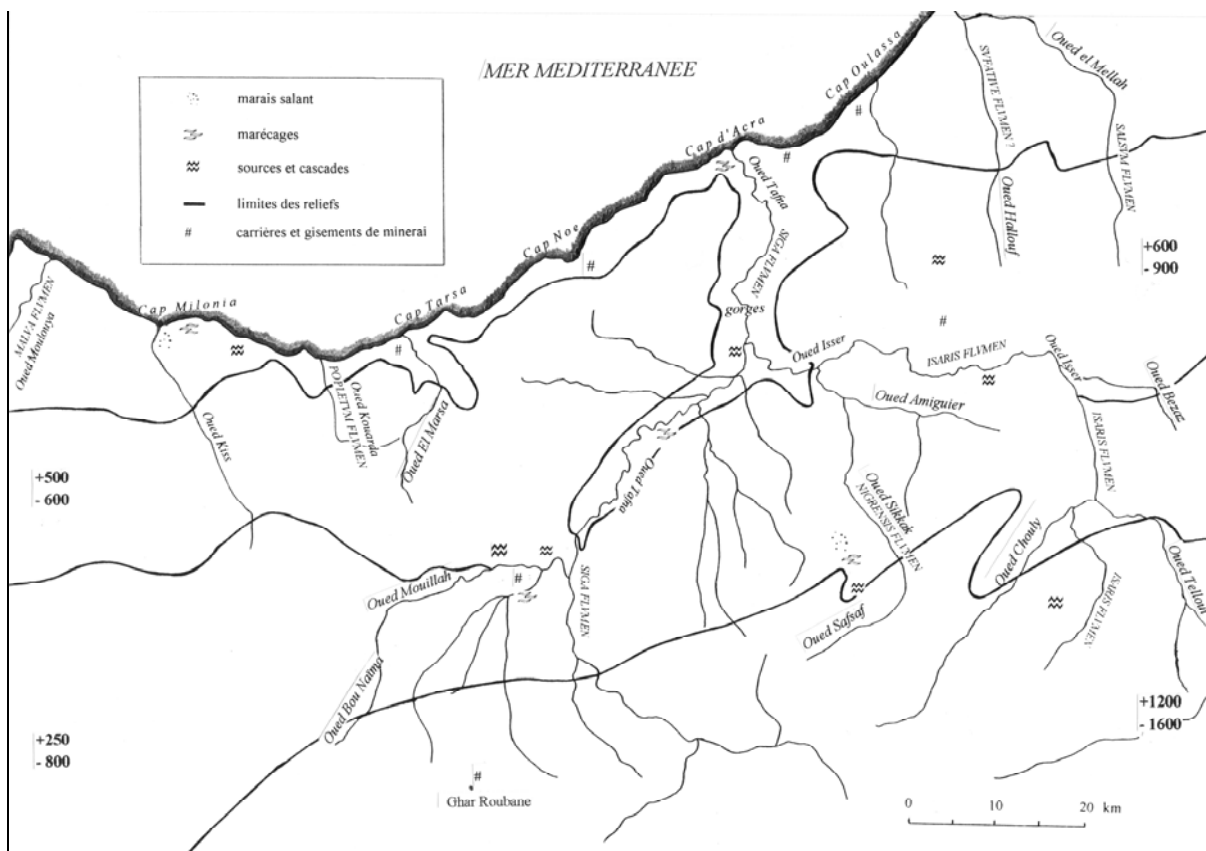 MER MEDITERRANEE
marais salant
marécages
sources et cascades
limites des reliefs
# carrières et gisements de minerai
Cap Oulassa
#
Oued el Mellah
SVFATIVE FLVMEN ?
SALSVM FLVMEN
Oued Hallouf
Cap d'Acra
#
Oued Tafna
SIGA FLVMEN
gorges
Cap Noe
#
+600
- 900
#
MALVA FLVMEN
Oued Moulouya
Cap Milonia
Cap Tarsa
#
POPLETVM FLVMEN
Oued Kouarda
Oued El Marsa
Oued Kiss
Oued Isser
ISARIS FLVMEN
Oued Isser
Oued Bezaz
Oued Amiguier
ISARIS FLVMEN
+500
- 600
Oued Tafna
Oued Sikkak
NIGRENSIS FLVMEN
Oued Chouly
Oued Mouillah
#
SIGA FLVMEN
Oued Safsaf
ISARIS FLVMEN
Oued Tellout
Oued Bou Naïma
+250
- 800
+1200
- 1600
#
Ghar Roubane
0 10 20 km